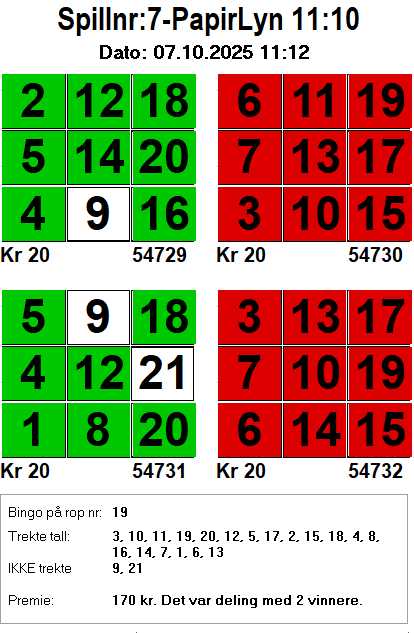 Spillnr:7-PapirLyn 11:10
Dato: 07.10.2025 11:12
2 12 18 6 11 19
5 14 20 7 13 17
4 9 16 3 10 15
Kr 20 54729 Kr 20 54730
5 9 18 3 13 17
4 12 21 7 10 19
1 8 20 6 14 15
Kr 20 54731 Kr 20 54732
Bingo på rop nr: 19
Trekte tall: 3, 10, 11, 19, 20, 12, 5, 17, 2, 15, 18, 4, 8,
16, 14, 7, 1, 6, 13
IKKE trekte 9, 21
Premie: 170 kr. Det var deling med 2 vinnere.